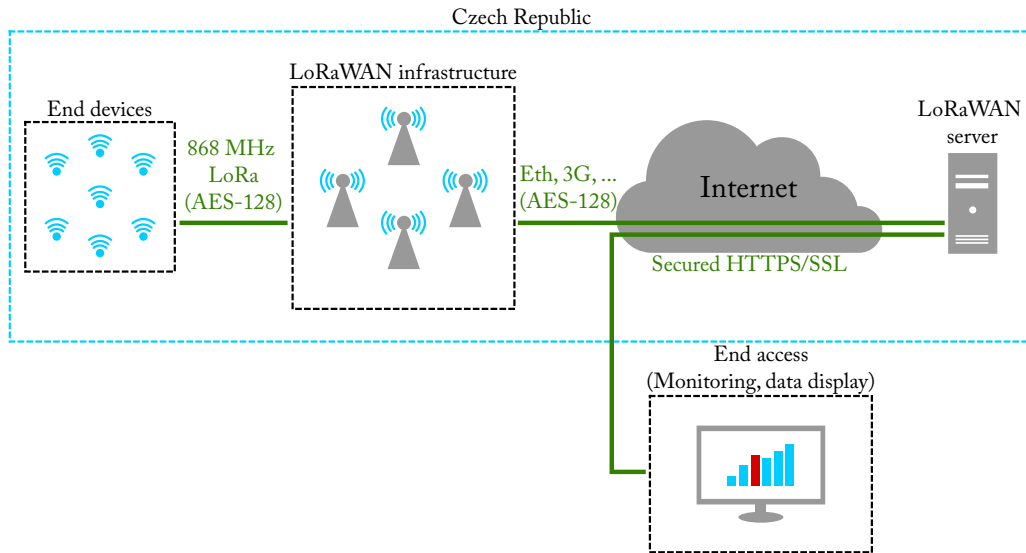 Czech Republic
LoRaWAN infrastructure
End devices
LoRaWAN
server
868 MHz
LoRa
(AES-128)
Eth, 3G, ...
(AES-128)
Internet
Secured HTTPS/SSL
End access
(Monitoring, data display)